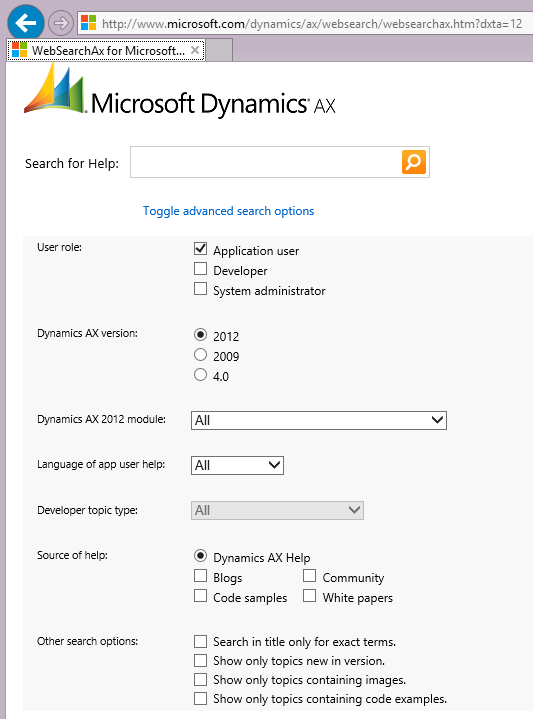 http://www.microsoft.com/dynamics/ax/websearch/websearchax.htm?dxta=12
WebSearchAx for Microsoft...
Microsoft Dynamics AX
Search for Help:
Toggle advanced search options
User role:
Application user
Developer
System administrator
Dynamics AX version:
2012
2009
4.0
Dynamics AX 2012 module: All
Language of app user help: All
Developer topic type: All
Source of help:
Dynamics AX Help
Blogs Community
Code samples White papers
Other search options:
Search in title only for exact terms.
Show only topics new in version.
Show only topics containing images.
Show only topics containing code examples.